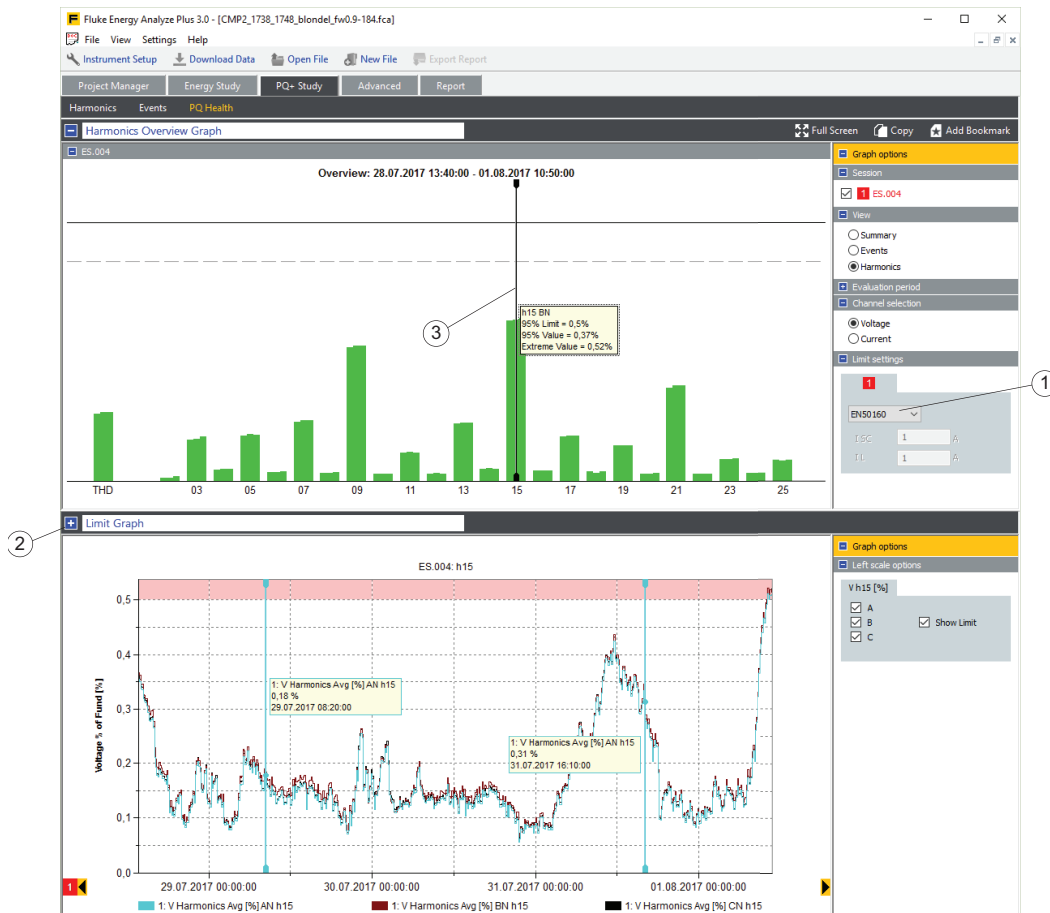 Fluke Energy Analyze Plus 3.0 - [CMP2_1738_1748_blondel_fw0.9-184.fca]
File View Settings Help
Instrument Setup Download Data Open File New File Export Report
Project Manager Energy Study PQ+ Study Advanced Report
Harmonics Events PQ Health
Harmonics Overview Graph Full Screen Copy Add Bookmark
ES.004
Overview: 28.07.2017 13:40:00 - 01.08.2017 10:50:00
h15 BN
95% Limit = 0,5%
95% Value = 0,37%
Extreme Value = 0,52%
3
THD 03 05 07 09 11 13 15 17 19 21 23 25
Graph options
Session
1 ES.004
View
Summary
Events
Harmonics
Evaluation period
Channel selection
Voltage
Current
Limit settings
1
EN50160
1
ISC 1 A
IL 1 A
2
Limit Graph
ES.004: h15
Voltage % of Fund [%]
0,5
0,4
0,3
0,2
0,1
0,0
1: V Harmonics Avg [%] AN h15
0,18 %
29.07.2017 08:20:00
1: V Harmonics Avg [%] AN h15
0,31 %
31.07.2017 16:10:00
1
29.07.2017 00:00:00 30.07.2017 00:00:00 31.07.2017 00:00:00 01.08.2017 00:00:00
1: V Harmonics Avg [%] AN h15 1: V Harmonics Avg [%] BN h15 1: V Harmonics Avg [%] CN h15
Graph options
Left scale options
V h15 [%]
A
B Show Limit
C